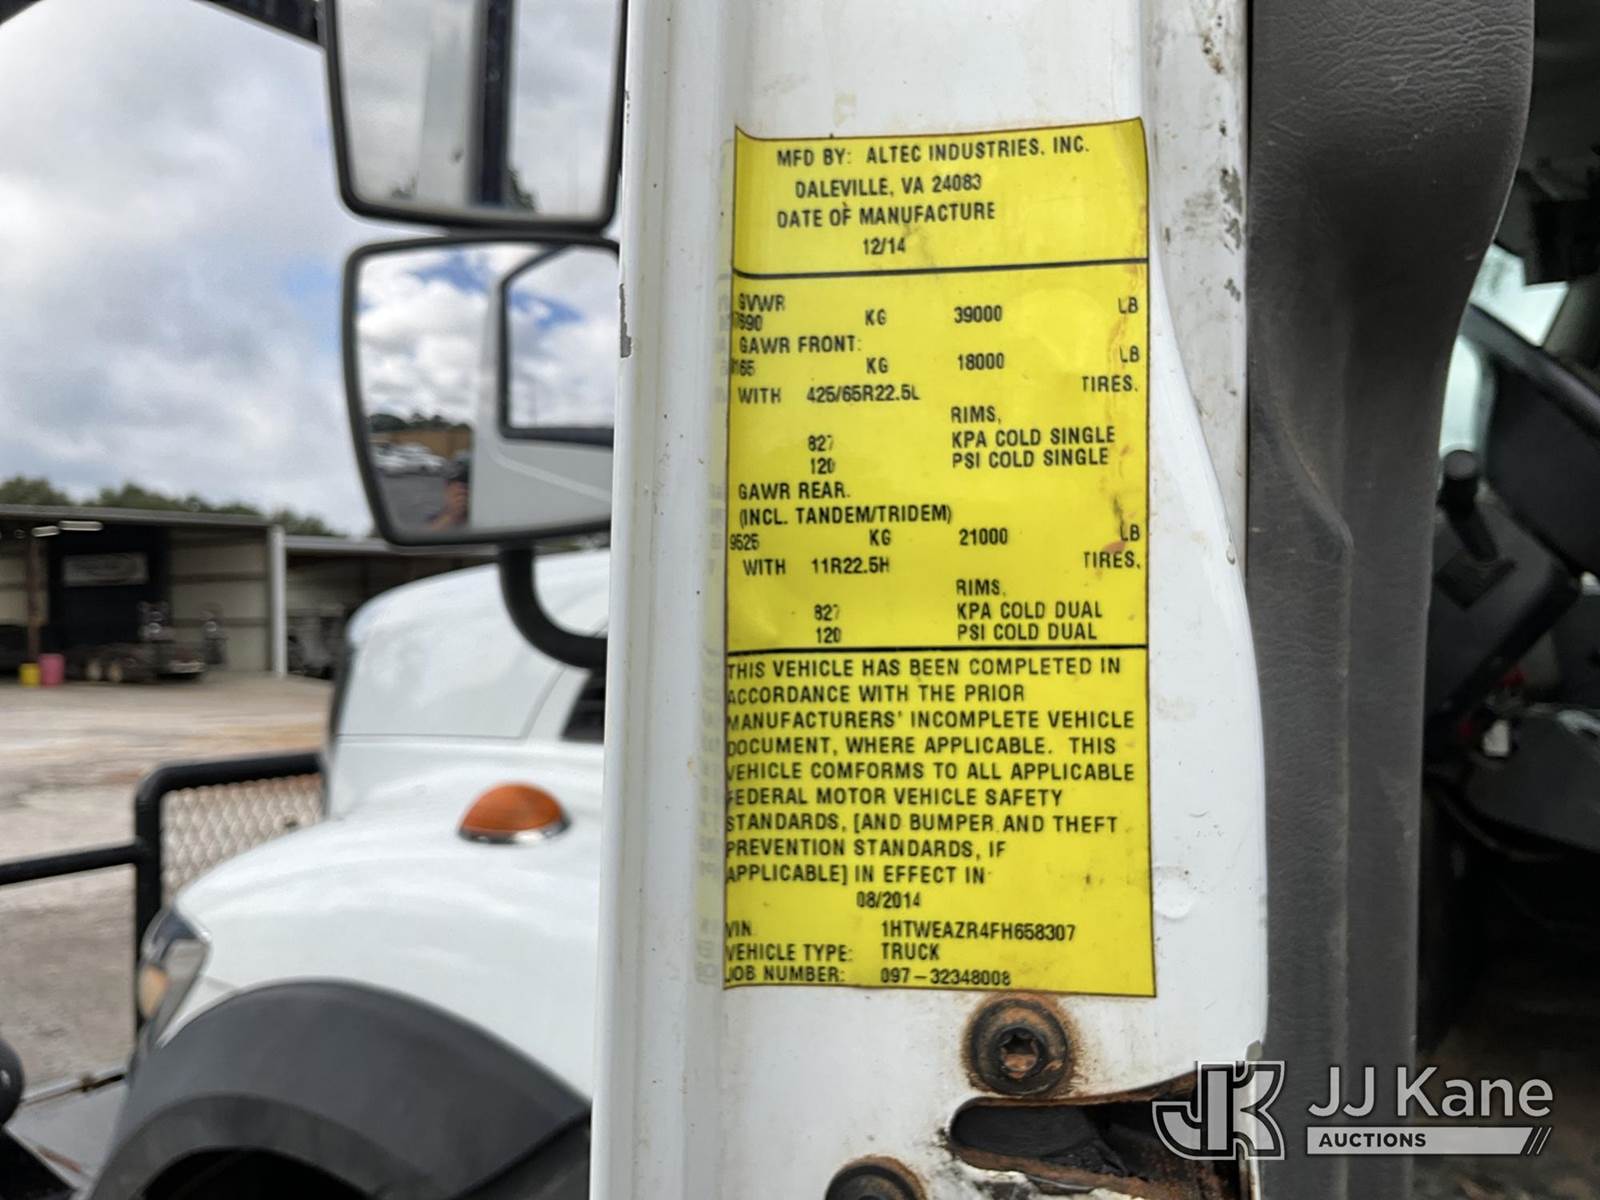 MFD BY: ALTEC INDUSTRIES. INC.
DALEVILLE, VA 24083
DATE OF MANUFACTURE
12/14
GVWR
KG 39000 LB
GAWR FRONT:
KG 18000 LB
WITH 425/65R22.5L TIRES.
RIMS,
827 KPA COLD SINGLE
120 PSI COLD SINGLE
GAWR REAR.
(INCL. TANDEM/TRIDEM)
9525 KG 21000 LB
WITH 11R22.5H TIRES.
RIMS.
827 KPA COLD DUAL
120 PSI COLD DUAL
THIS VEHICLE HAS BEEN COMPLETED IN
ACCORDANCE WITH THE PRIOR
MANUFACTURERS' INCOMPLETE VEHICLE
DOCUMENT, WHERE APPLICABLE. THIS
VEHICLE COMFORMS TO ALL APPLICABLE
FEDERAL MOTOR VEHICLE SAFETY
STANDARDS, [AND BUMPER AND THEFT
PREVENTION STANDARDS, IF
APPLICABLE] IN EFFECT IN
08/2014
VIN 1HTWEAZR4FH658307
VEHICLE TYPE: TRUCK
JOB NUMBER: 097-32348008
JK JJ Kane
AUCTIONS